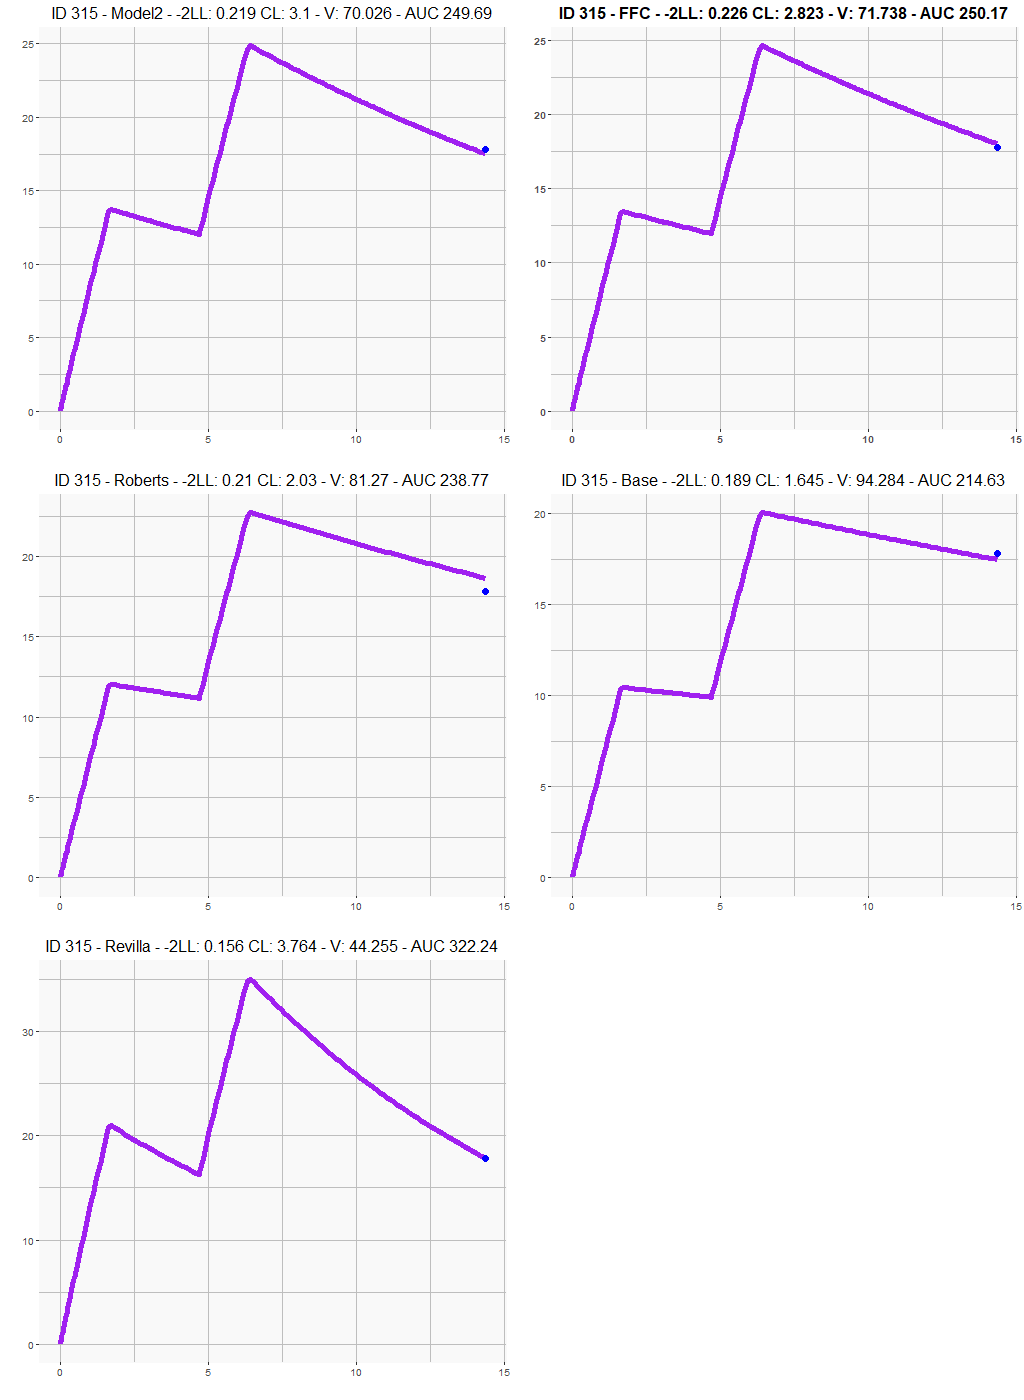 ID 315 - Model2 - -2LL: 0.219 CL: 3.1 - V: 70.026 - AUC 249.69
25
20
15
10
5
0
0 5 10 15
ID 315 - FFC - -2LL: 0.226 CL: 2.823 - V: 71.738 - AUC 250.17
25
20
15
10
5
0
0 5 10 15
ID 315 - Roberts - -2LL: 0.21 CL: 2.03 - V: 81.27 - AUC 238.77
20
15
10
5
0
0 5 10 15
ID 315 - Base - -2LL: 0.189 CL: 1.645 - V: 94.284 - AUC 214.63
20
15
10
5
0
0 5 10 15
ID 315 - Revilla - -2LL: 0.156 CL: 3.764 - V: 44.255 - AUC 322.24
30
20
10
0
0 5 10 15